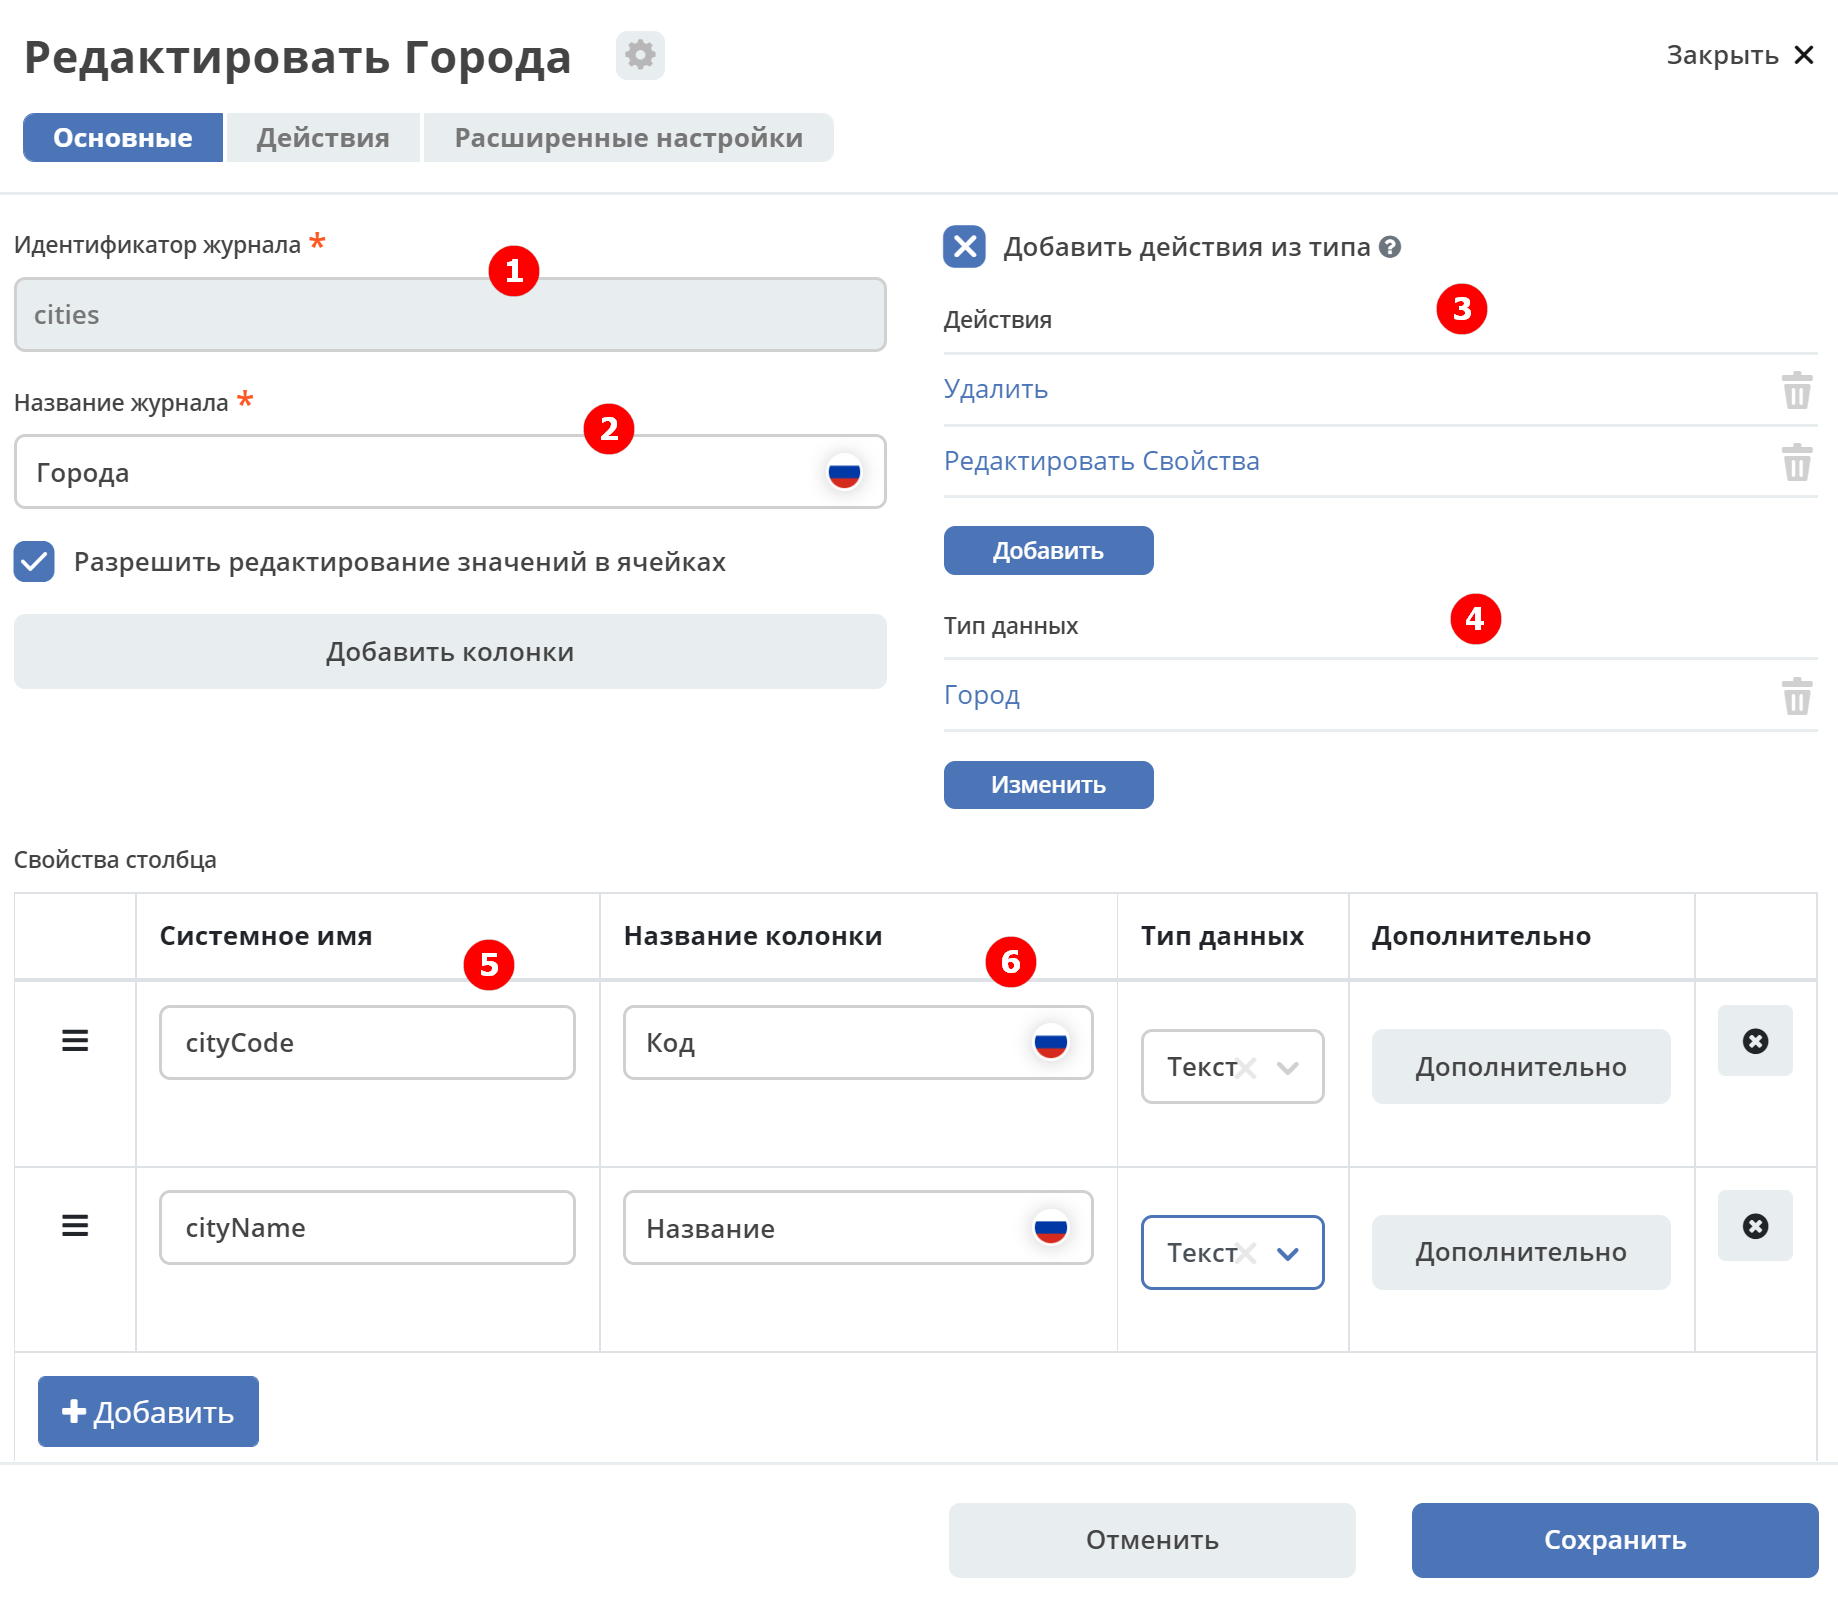 Редактировать Города
Закрыть
Основные
Действия
Расширенные настройки
Идентификатор журнала *
1
cities
Название журнала *
2
Города
Разрешить редактирование значений в ячейках
Добавить колонки
Добавить действия из типа ?
3
Действия
Удалить
Редактировать Свойства
Добавить
4
Тип данных
Город
Изменить
Свойства столбца
Системное имя
Название колонки
Тип данных
Дополнительно
5
6
cityCode
Код
Текст
Дополнительно
cityName
Название
Текст
Дополнительно
Добавить
Отменить
Сохранить